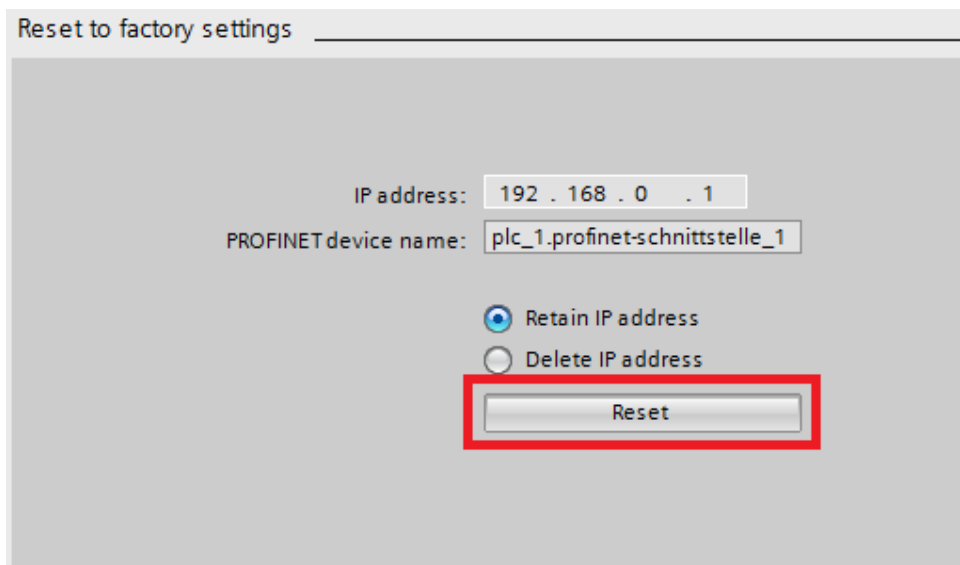 Reset to factory settings
IP address: 192 . 168 . 0 . 1
PROFINET device name: plc_1.profinet-schnittstelle_1
Retain IP address
Delete IP address
Reset